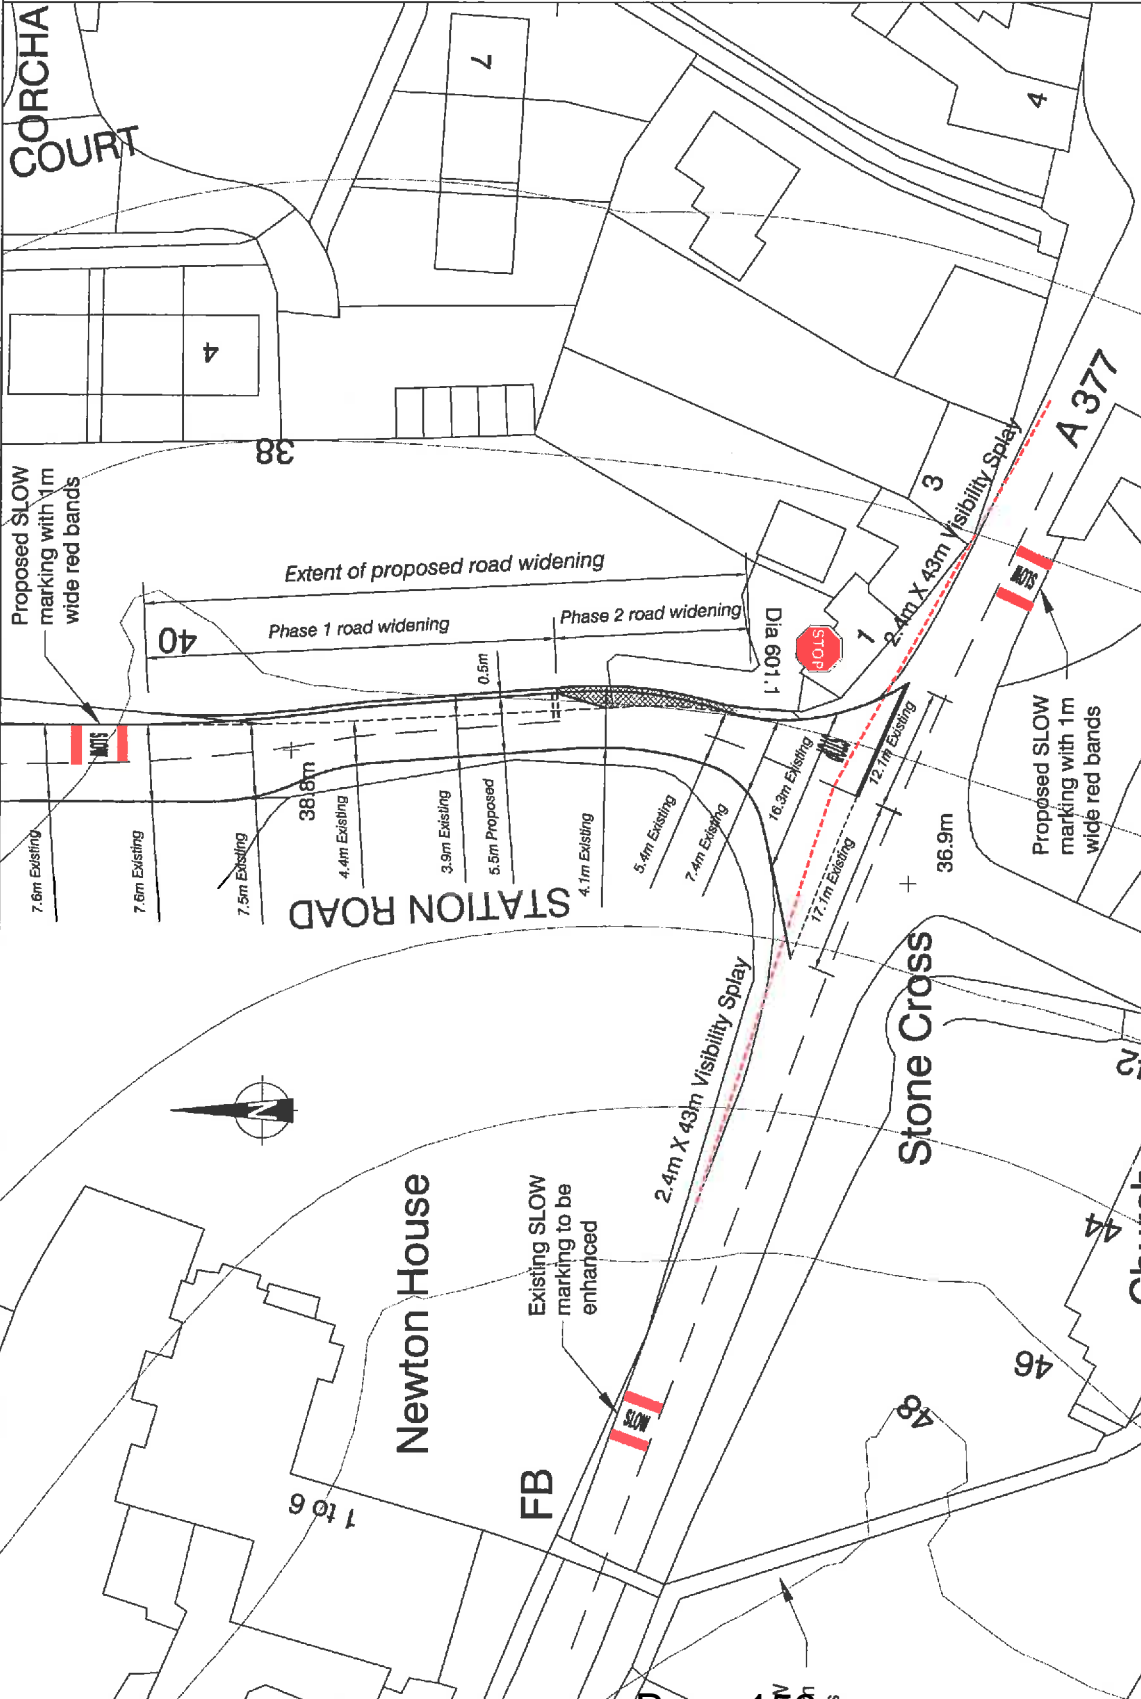 ORCHA
COURT
7
4
4
38
Proposed SLOW
marking with 1m
wide red bands
Extent of proposed road widening
Phase 1 road widening
Phase 2 road widening
40
0.5m
Dia 601.1
STOP
1
3
2.4m X 43m Visibility Splay
A 377
SLOW
SLOW
Proposed SLOW
marking with 1m
wide red bands
7.6m Existing
7.6m Existing
7.5m Existing
38.8m
4.4m Existing
3.9m Existing
5.5m Proposed
4.1m Existing
5.4m Existing
7.4m Existing
16.3m Existing
STOP
12.1m Existing
17.1m Existing
36.9m
STATION ROAD
Stone Cross
2.4m X 43m Visibility Splay
N
Newton House
Existing SLOW
marking to be
enhanced
SLOW
FB
1 to 6
42
44
46
48